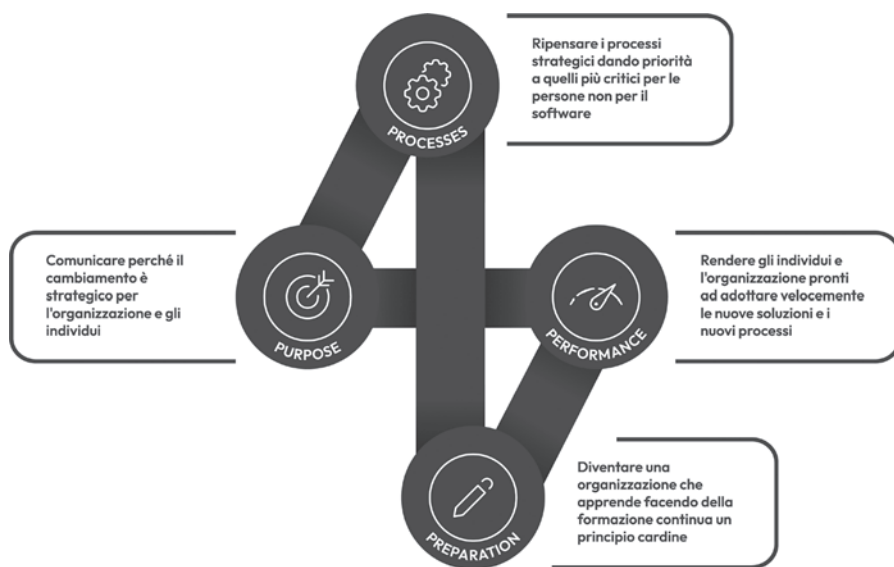 PROCESSES
Ripensare i processi
strategici dando priorità
a quelli più critici per le
persone non per il
software
Comunicare perché il
cambiamento è
strategico per
l'organizzazione e gli
individui
PURPOSE
PERFORMANCE
Rendere gli individui e
l'organizzazione pronti
ad adottare velocemente
le nuove soluzioni e i
nuovi processi
PREPARATION
Diventare una
organizzazione che
apprende facendo della
formazione continua un
principio cardine